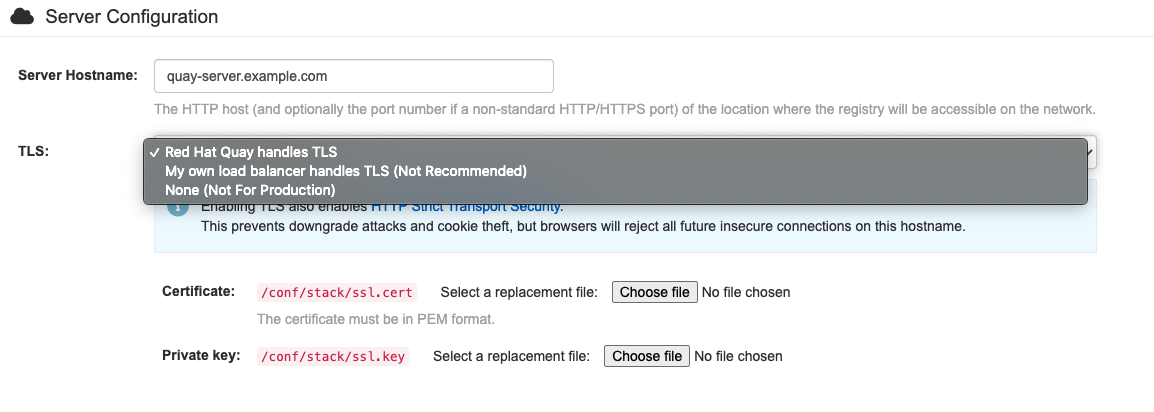 Server Configuration
Server Hostname: quay-server.example.com
The HTTP host (and optionally the port number if a non-standard HTTP/HTTPS port) of the location where the registry will be accessible on the network.
TLS:
✓ Red Hat Quay handles TLS
My own load balancer handles TLS (Not Recommended)
None (Not For Production)
Enabling TLS also enables HTTP Strict Transport Security.
This prevents downgrade attacks and cookie theft, but browsers will reject all future insecure connections on this hostname.
Certificate: /conf/stack/ssl.cert Select a replacement file: Choose file No file chosen
The certificate must be in PEM format.
Private key: /conf/stack/ssl.key Select a replacement file: Choose file No file chosen